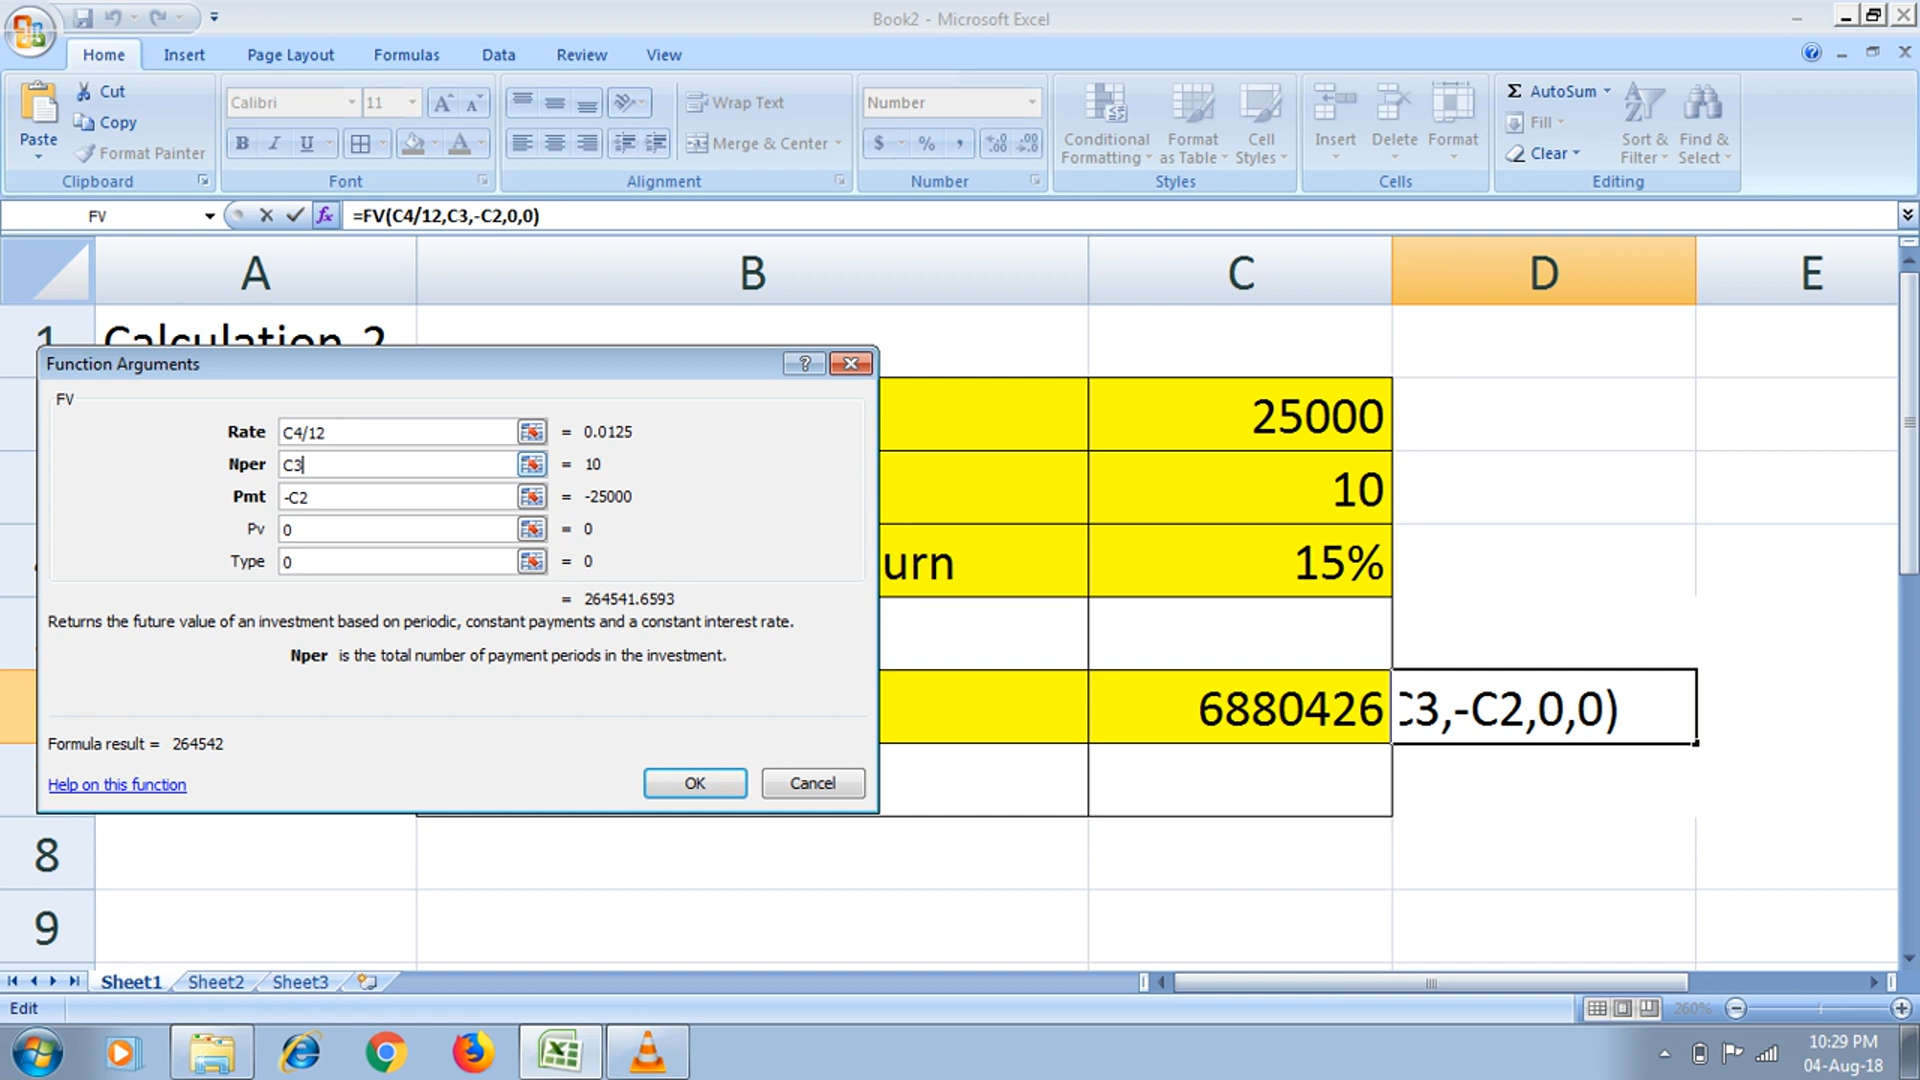 Book2 - Microsoft Excel
Home Insert Page Layout Formulas Data Review View
Paste
Cut
Copy
Format Painter
Clipboard
Calibri 11
B I U
Font
Wrap Text
Merge & Center
Alignment
Number
$ % ,
Number
Conditional Formatting
Format as Table
Cell Styles
Styles
Insert Delete Format
Cells
AutoSum
Fill
Clear
Sort & Filter
Find & Select
Editing
FV fx =FV(C4/12,C3,-C2,0,0)
A B C D E
1 Calculation 2
Function Arguments
FV
Rate C4/12 = 0.0125
Nper C3 = 10
Pmt -C2 = -25000
Pv 0 = 0
Type 0 = 0
= 264541.6593
Returns the future value of an investment based on periodic, constant payments and a constant interest rate.
Nper is the total number of payment periods in the investment.
Formula result = 264542
Help on this function
OK Cancel
25000
10
urn 15%
6880426 C3,-C2,0,0)
8
9
Sheet1 Sheet2 Sheet3
Edit
260%
10:29 PM
04-Aug-18